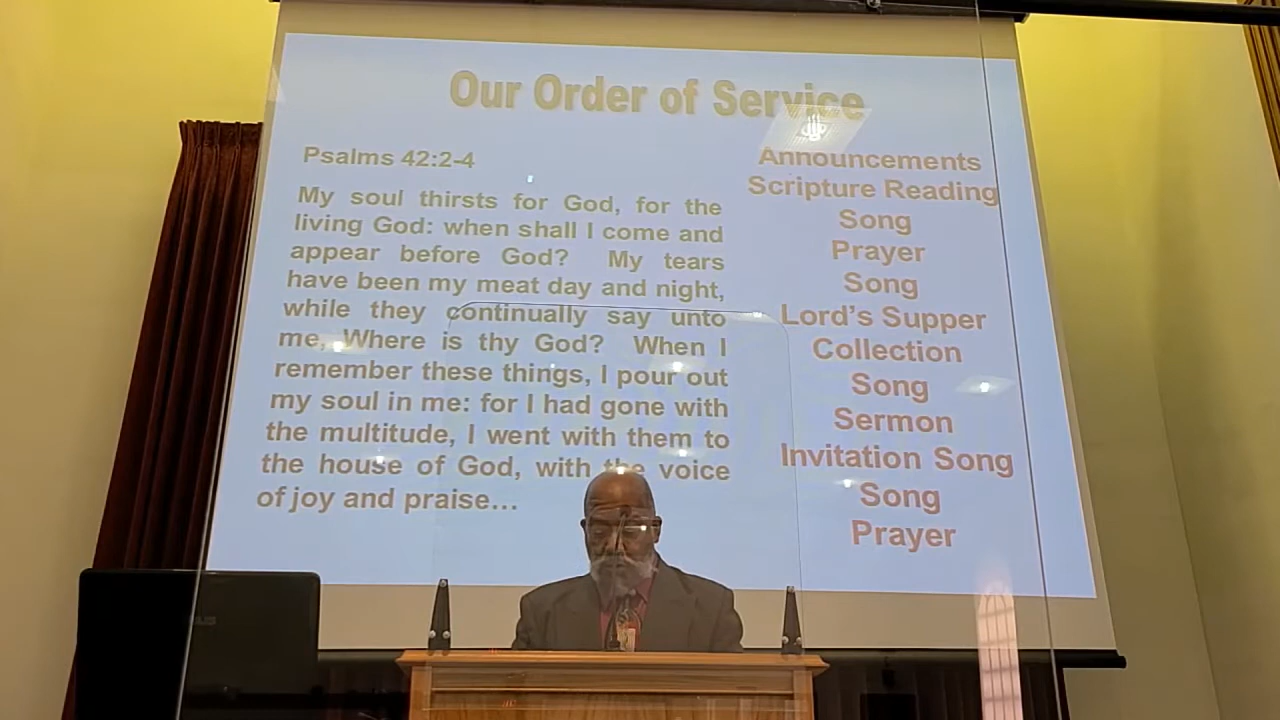 Our Order of Service
Psalms 42:2-4
My soul thirsts for God, for the
living God: when shall I come and
appear before God? My tears
have been my meat day and night,
while they continually say unto
me, Where is thy God? When I
remember these things, I pour out
my soul in me: for I had gone with
the multitude, I went with them to
the house of God, with the voice
of joy and praise...
Announcements
Scripture Reading
Song
Prayer
Song
Lord's Supper
Collection
Song
Sermon
Invitation Song
Song
Prayer